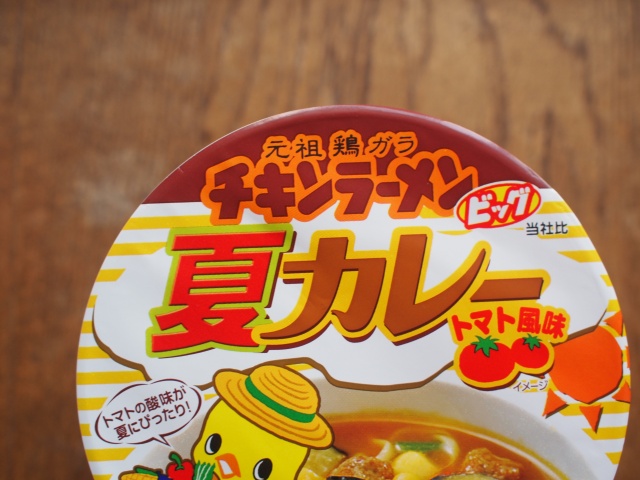 元祖鶏ガラ
チキンラーメン
ビッグ
当社比
夏カレー
トマト風味
イメージ
トマトの酸味が
夏にぴったり!